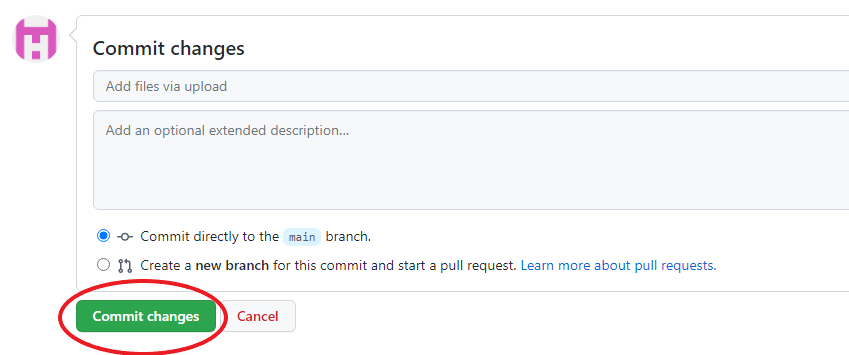 Commit changes
Add files via upload
Add an optional extended description...
Commit directly to the main branch.
Create a new branch for this commit and start a pull request. Learn more about pull requests.
Commit changes Cancel